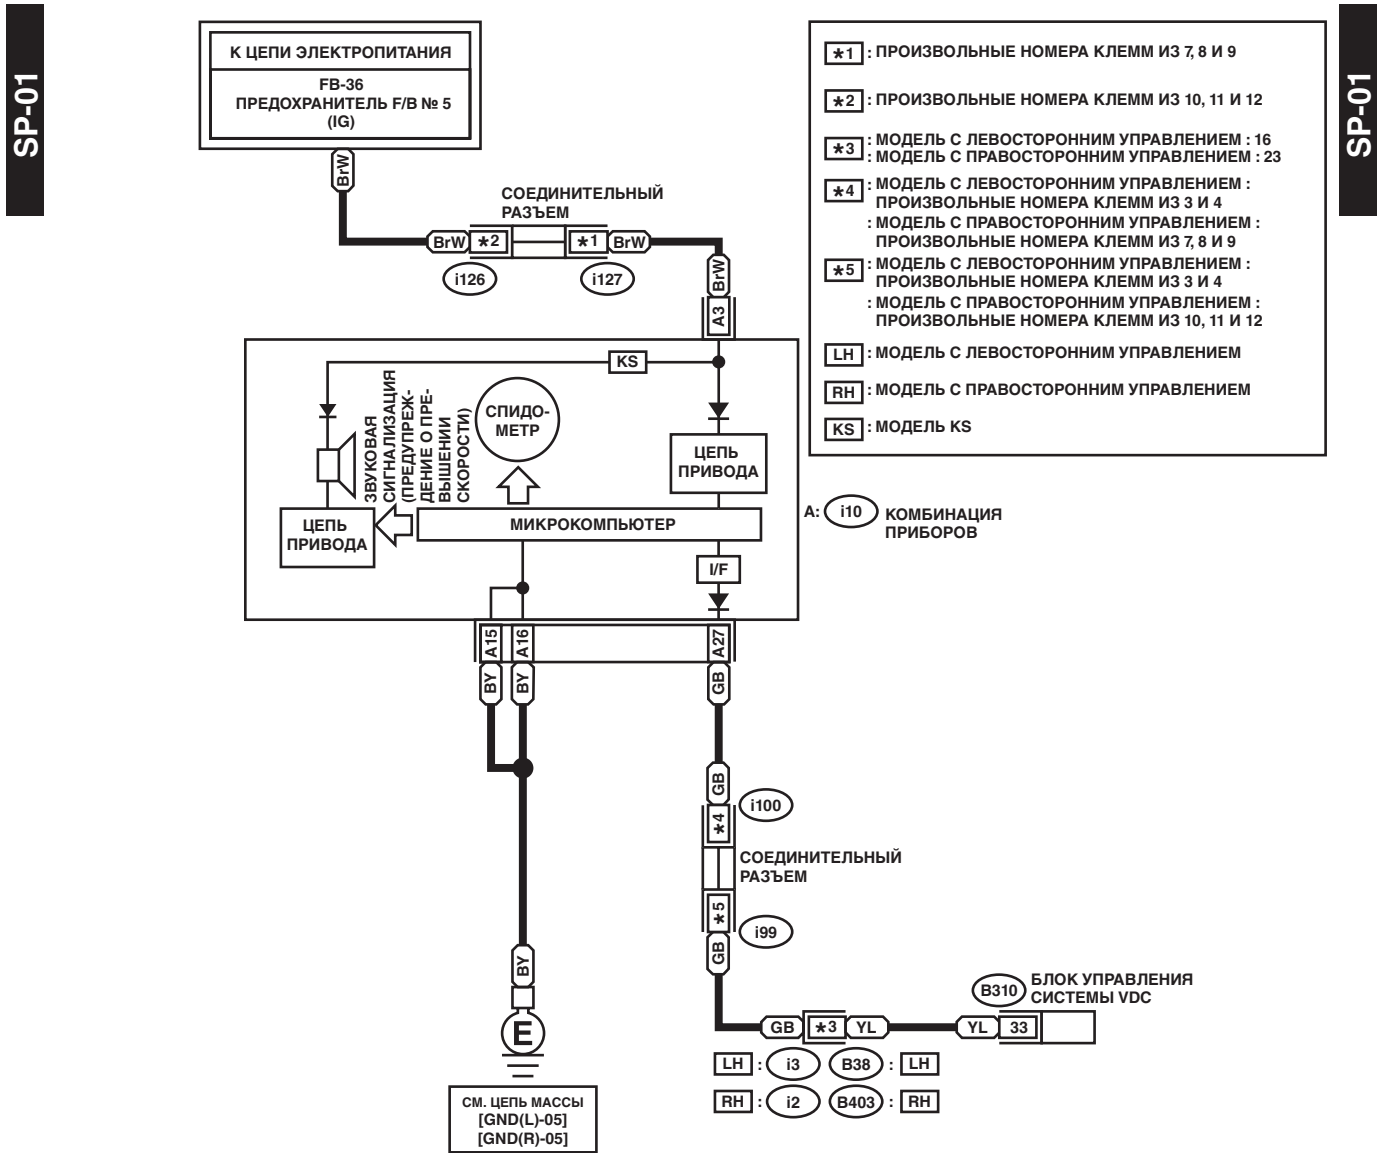 SP-01
SP-01
К ЦЕПИ ЭЛЕКТРОПИТАНИЯ
FB-36
ПРЕДОХРАНИТЕЛЬ F/B № 5
(IG)
BrW
СОЕДИНИТЕЛЬНЫЙ
РАЗЪЕМ
BrW *2 *1 BrW
i126 i127
BrW
A3
*1 : ПРОИЗВОЛЬНЫЕ НОМЕРА КЛЕММ ИЗ 7, 8 И 9
*2 : ПРОИЗВОЛЬНЫЕ НОМЕРА КЛЕММ ИЗ 10, 11 И 12
*3 : МОДЕЛЬ С ЛЕВОСТОРОННИМ УПРАВЛЕНИЕМ : 16
: МОДЕЛЬ С ПРАВОСТОРОННИМ УПРАВЛЕНИЕМ : 23
*4 : МОДЕЛЬ С ЛЕВОСТОРОННИМ УПРАВЛЕНИЕМ :
ПРОИЗВОЛЬНЫЕ НОМЕРА КЛЕММ ИЗ 3 И 4
: МОДЕЛЬ С ПРАВОСТОРОННИМ УПРАВЛЕНИЕМ :
ПРОИЗВОЛЬНЫЕ НОМЕРА КЛЕММ ИЗ 7, 8 И 9
*5 : МОДЕЛЬ С ЛЕВОСТОРОННИМ УПРАВЛЕНИЕМ :
ПРОИЗВОЛЬНЫЕ НОМЕРА КЛЕММ ИЗ 3 И 4
: МОДЕЛЬ С ПРАВОСТОРОННИМ УПРАВЛЕНИЕМ :
ПРОИЗВОЛЬНЫЕ НОМЕРА КЛЕММ ИЗ 10, 11 И 12
LH : МОДЕЛЬ С ЛЕВОСТОРОННИМ УПРАВЛЕНИЕМ
RH : МОДЕЛЬ С ПРАВОСТОРОННИМ УПРАВЛЕНИЕМ
KS : МОДЕЛЬ KS
KS
ЗВУКОВАЯ
СИГНАЛИЗАЦИЯ
(ПРЕДУПРЕЖ-
ДЕНИЕ О ПРЕ-
ВЫШЕНИИ
СКОРОСТИ)
СПИДО-
МЕТР
ЦЕПЬ
ПРИВОДА
ЦЕПЬ
ПРИВОДА
МИКРОКОМПЬЮТЕР
I/F
A: i10 КОМБИНАЦИЯ
ПРИБОРОВ
A15 A16 A27
BY BY GB
GB
i100
*4
СОЕДИНИТЕЛЬНЫЙ
РАЗЪЕМ
*5
i99
GB
BY
E
СМ. ЦЕПЬ МАССЫ
[GND(L)-05]
[GND(R)-05]
B310 БЛОК УПРАВЛЕНИЯ
СИСТЕМЫ VDC
GB *3 YL YL 33
LH : i3 B38 : LH
RH : i2 B403 : RH